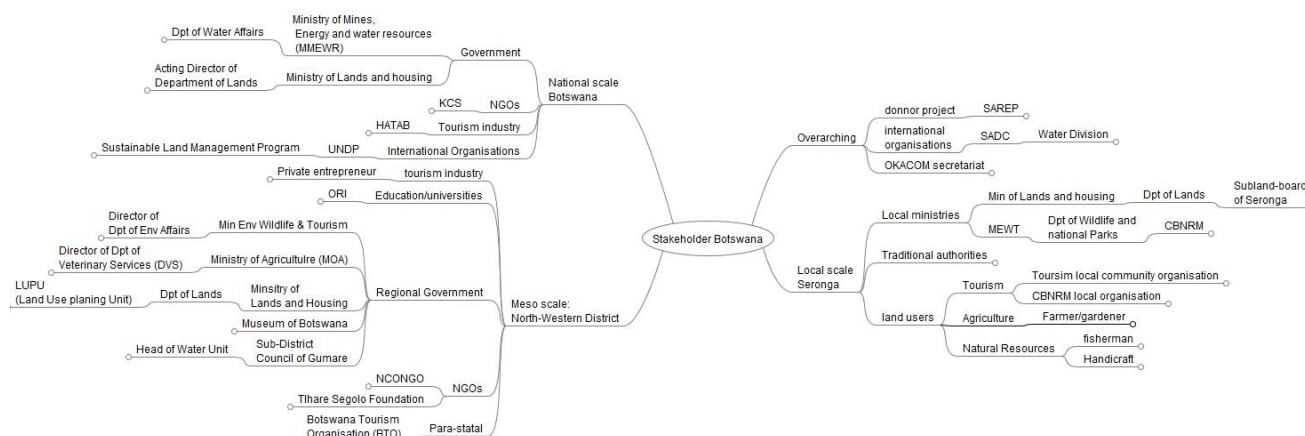 Stakeholder Botswana
National scale
Botswana
Government
Ministry of Mines,
Energy and water resources
(MMEWR)
Dpt of Water Affairs
Ministry of Lands and housing
Acting Director of
Department of Lands
NGOs
KCS
Tourism industry
HATAB
International Organisations
UNDP
Sustainable Land Management Program
Meso scale:
North-Western District
tourism industry
Private entrepreneur
Education/universities
ORI
Regional Government
Min Env Wildlife & Tourism
Director of
Dpt of Env Affairs
Ministry of Agricultulre (MOA)
Director of Dpt of
Veterinary Services (DVS)
Minsitry of
Lands and Housing
Dpt of Lands
LUPU
(Land Use planing Unit)
Museum of Botswana
Sub-District
Council of Gumare
Head of Water Unit
NGOs
NCONGO
Tlhare Segolo Foundation
Para-statal
Botswana Tourism
Organisation (BTO)
Overarching
donnor project
SAREP
international
organisations
SADC
Water Division
OKACOM secretariat
Local scale
Seronga
Local ministries
Min of Lands and housing
Dpt of Lands
Subland-board
of Seronga
MEWT
Dpt of Wildlife and
national Parks
CBNRM
Traditional authorities
land users
Tourism
Toursim local community organisation
CBNRM local organisation
Agriculture
Farmer/gardener
Natural Resources
fisherman
Handicraft